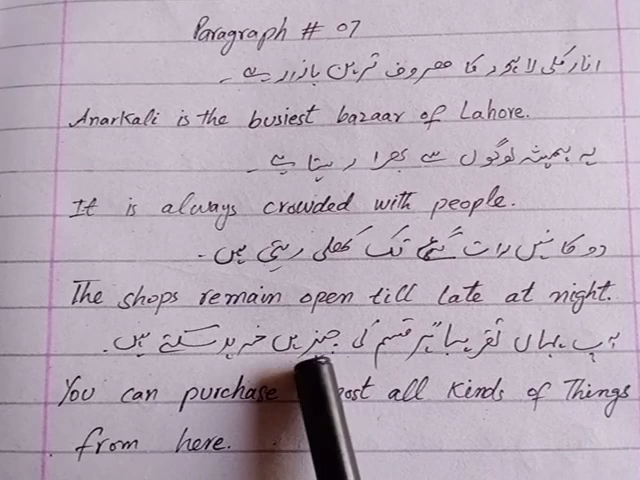 Paragraph # 07
انار کلی لاہور کا مصروف ترین بازار ہے۔
Anarkali is the busiest bazaar of Lahore.
یہ ہمیشہ لوگوں سے بھرا رہتا ہے۔
It is always crowded with people.
دوکانیں رات گئے تک کھلی رہتی ہیں۔
The shops remain open till late at night.
آپ یہاں تقریباً ہر قسم کی چیزیں خرید سکتے ہیں۔
You can purchase all kinds of Things
from here.